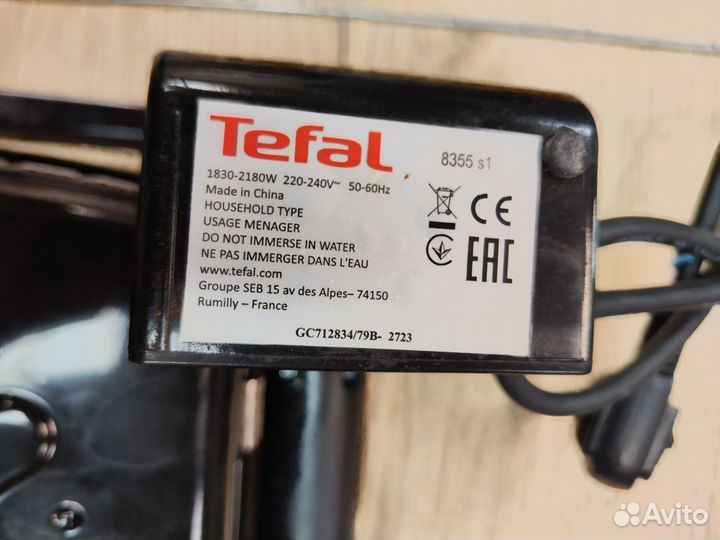 Tefal
8355 s1
1830-2180W 220-240V~ 50-60Hz
Made in China
HOUSEHOLD TYPE
USAGE MENAGER
DO NOT IMMERSE IN WATER
NE PAS IMMERGER DANS L'EAU
www.tefal.com
Groupe SEB 15 av des Alpes– 74150
Rumilly – France
CE
EAC
GC712834/79B- 2723
Avito